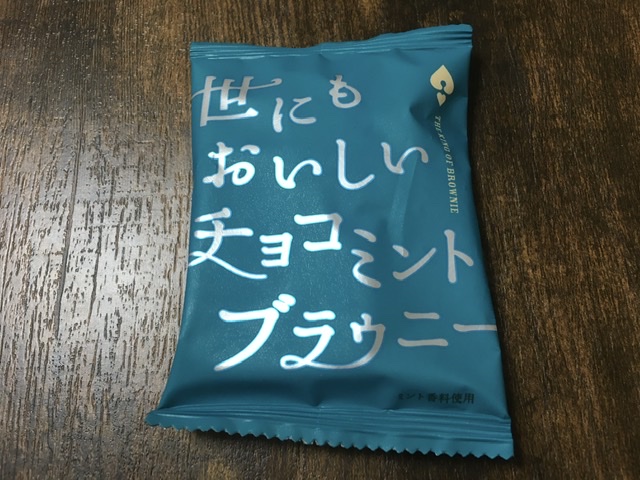 世にも
おいしい
チョコミント
ブラウニー
THE KING OF BROWNIE
ミント香料使用